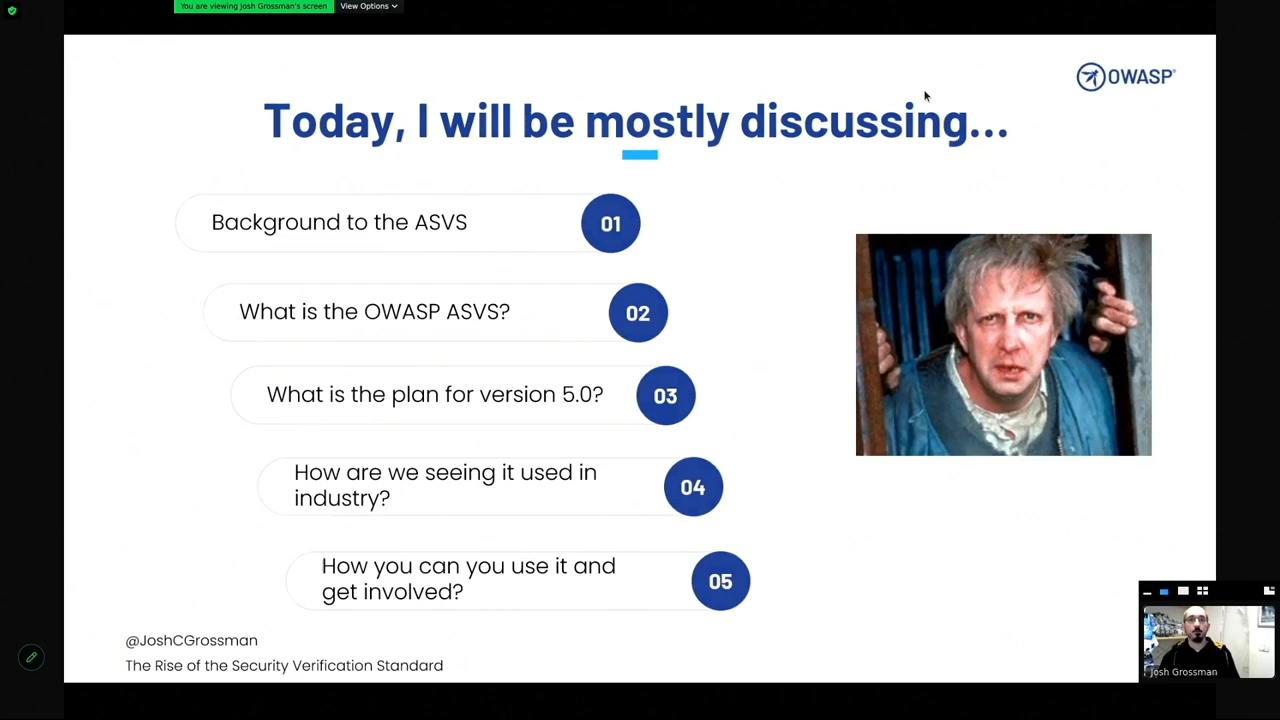 You are viewing Josh Grossman's screen
View Options
OWASP
Today, I will be mostly discussing...
Background to the ASVS
01
What is the OWASP ASVS?
02
What is the plan for version 5.0?
03
How are we seeing it used in
industry?
04
How you can you use it and
get involved?
05
@JoshCGrossman
The Rise of the Security Verification Standard
Josh Grossman